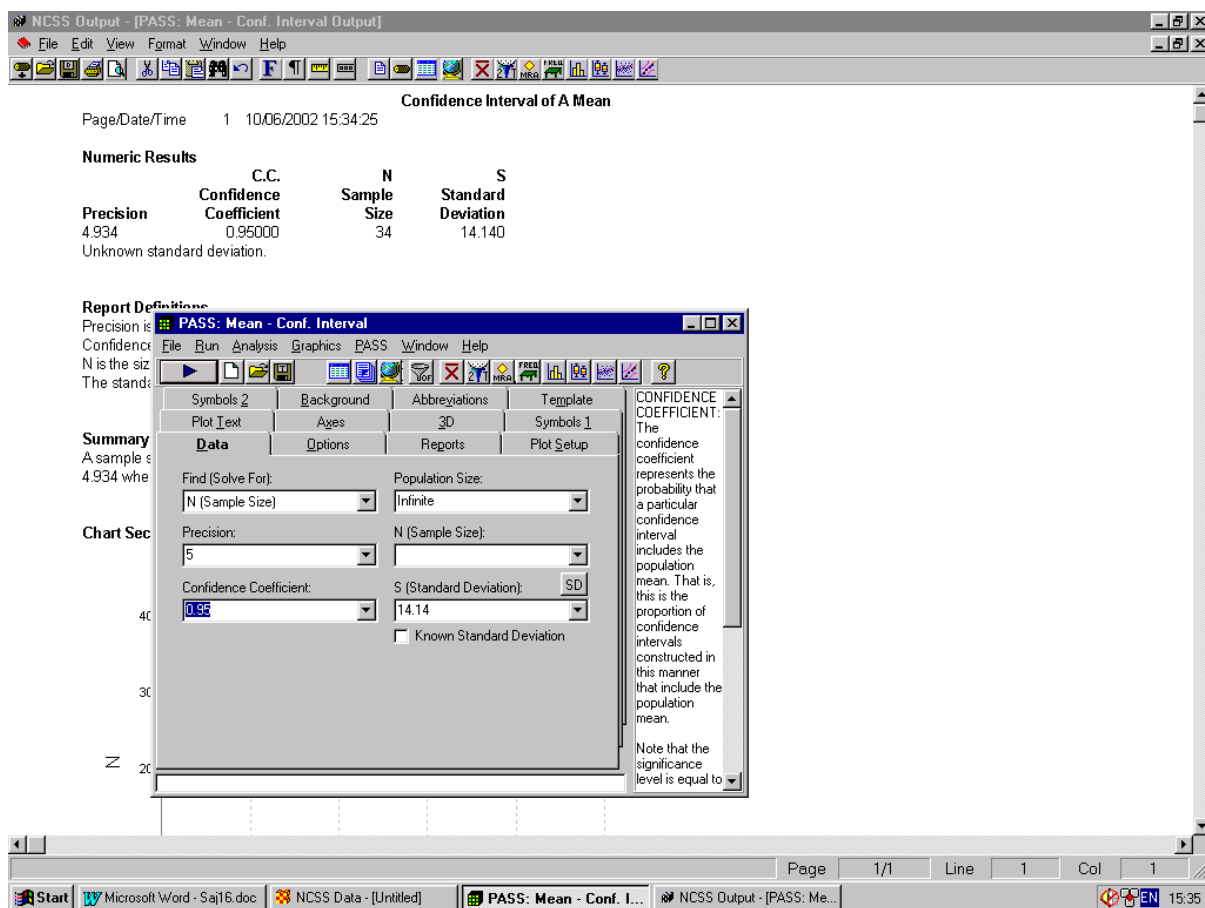 NCSS Output - [PASS: Mean - Conf. Interval Output]
File Edit View Format Window Help
Confidence Interval of A Mean
Page/Date/Time 1 10/06/2002 15:34:25
Numeric Results
C.C. N S
Confidence Sample Standard
Precision Coefficient Size Deviation
4.934 0.95000 34 14.140
Unknown standard deviation.
Report Definitions
Precision is
Confidence
N is the siz
The standa
Summary
A sample s
4.934 whe
Chart Sec
40
30
N 20
PASS: Mean - Conf. Interval
File Run Analysis Graphics PASS Window Help
Symbols 2 Background Abbreviations Template
Plot Text Axes 3D Symbols 1
Data Options Reports Plot Setup
Find (Solve For): Population Size:
N (Sample Size) Infinite
Precision: N (Sample Size):
5
Confidence Coefficient: S (Standard Deviation): SD
0.95 14.14
Known Standard Deviation
CONFIDENCE
COEFFICIENT:
The
confidence
coefficient
represents the
probability that
a particular
confidence
interval
includes the
population
mean. That is,
this is the
proportion of
confidence
intervals
constructed in
this manner
that include the
population
mean.
Note that the
significance
level is equal to
Page 1/1 Line 1 Col 1
Start Microsoft Word - Saj16.doc NCSS Data - [Untitled] PASS: Mean - Conf. I... NCSS Output - [PASS: Me... EN 15:35